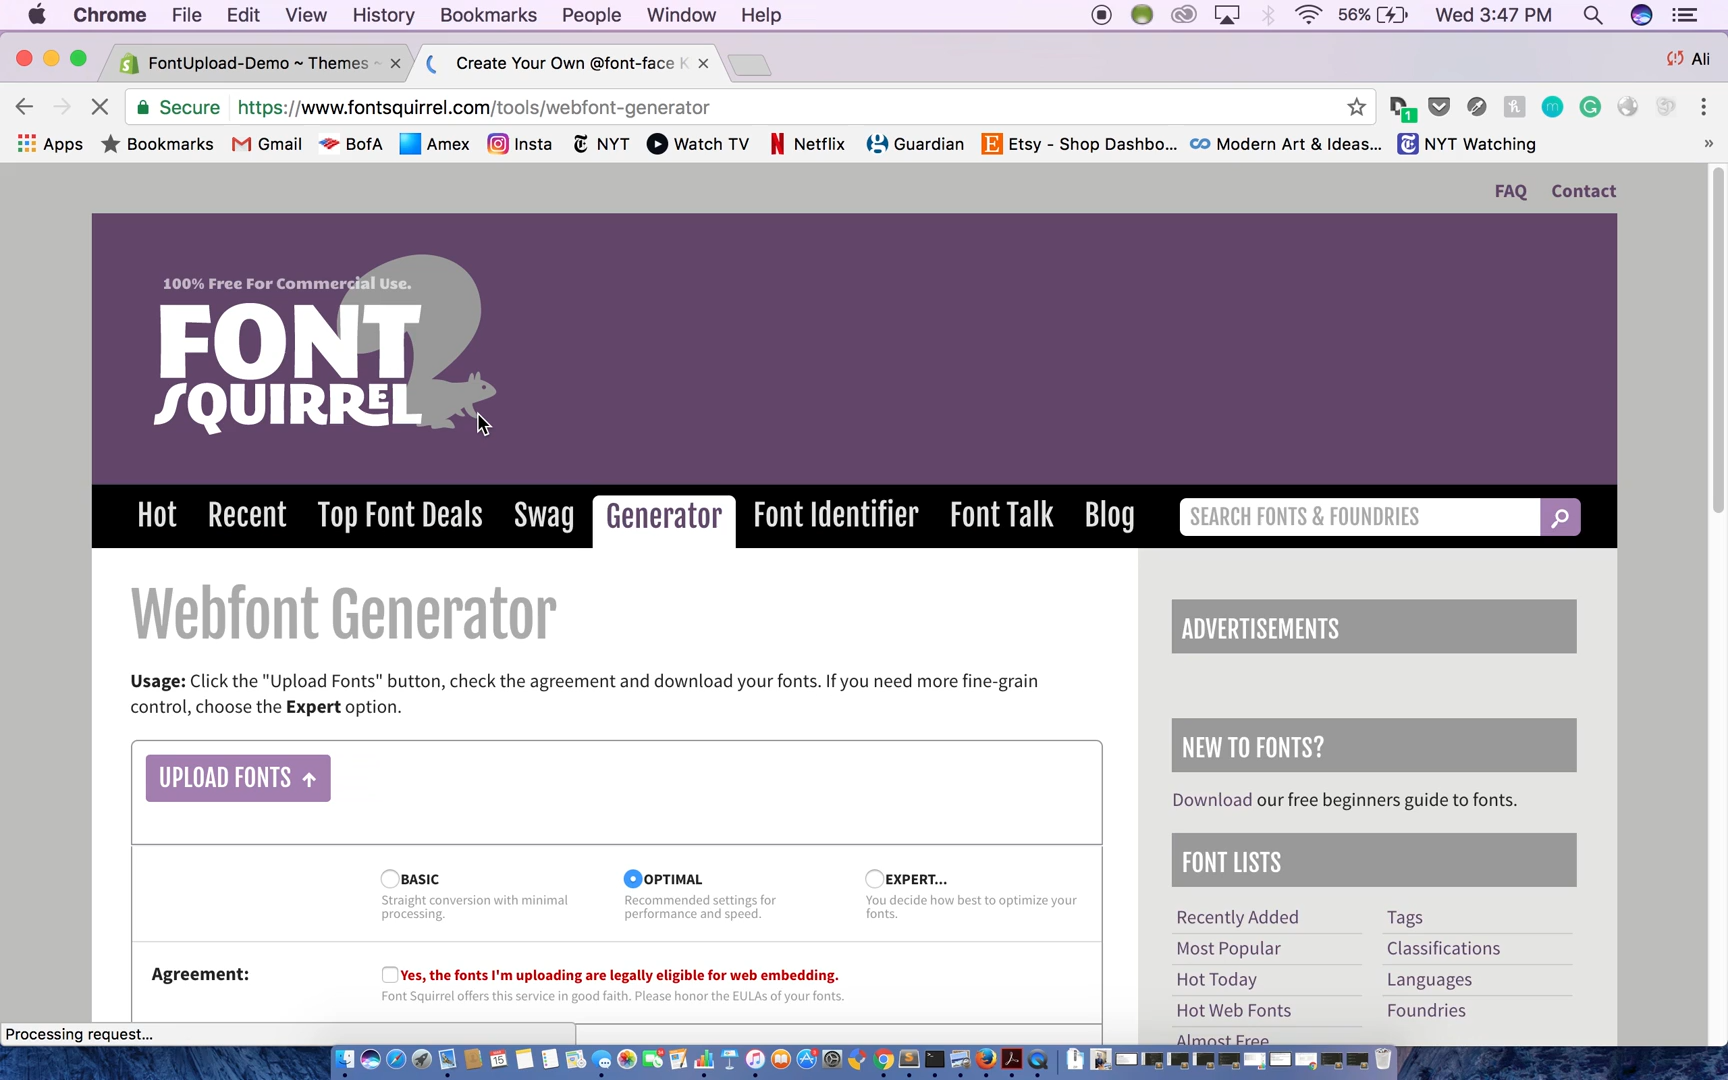 Chrome File Edit View History Bookmarks People Window Help 56% Wed 3:47 PM
FontUpload-Demo ~ Themes ~ Create Your Own @font-face K Ali
Secure https://www.fontsquirrel.com/tools/webfont-generator
Apps Bookmarks Gmail BofA Amex Insta NYT Watch TV Netflix Guardian Etsy - Shop Dashbo... Modern Art & Ideas... NYT Watching »
FAQ Contact
100% Free For Commercial Use.
FONT
SQUIRREL
Hot Recent Top Font Deals Swag Generator Font Identifier Font Talk Blog SEARCH FONTS & FOUNDRIES
Webfont Generator
Usage: Click the "Upload Fonts" button, check the agreement and download your fonts. If you need more fine-grain
control, choose the Expert option.
UPLOAD FONTS
BASIC
Straight conversion with minimal
processing.
OPTIMAL
Recommended settings for
performance and speed.
EXPERT...
You decide how best to optimize your
fonts.
Agreement: Yes, the fonts I'm uploading are legally eligible for web embedding.
Font Squirrel offers this service in good faith. Please honor the EULAs of your fonts.
ADVERTISEMENTS
NEW TO FONTS?
Download our free beginners guide to fonts.
FONT LISTS
Recently Added Tags
Most Popular Classifications
Hot Today Languages
Hot Web Fonts Foundries
Almost Free
Processing request...